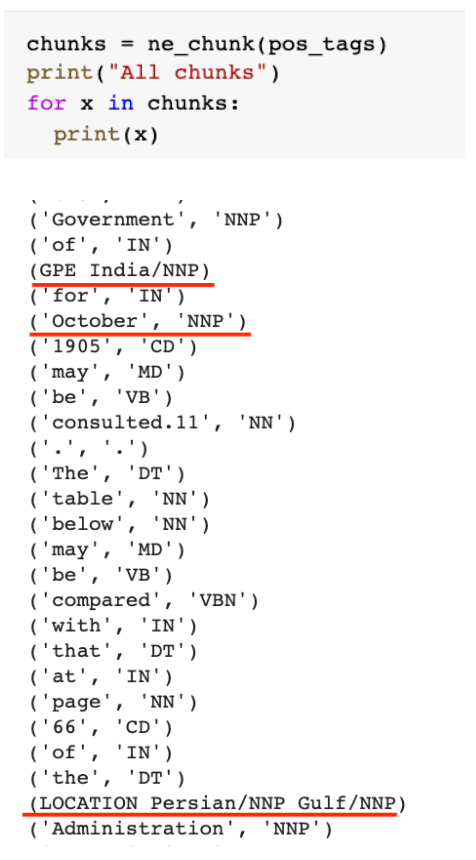 chunks = ne_chunk(pos_tags)
print("All chunks")
for x in chunks:
  print(x)
('Government', 'NNP')
('of', 'IN')
(GPE India/NNP)
('for', 'IN')
('October', 'NNP')
('1905', 'CD')
('may', 'MD')
('be', 'VB')
('consulted.11', 'NN')
('.', '.')
('The', 'DT')
('table', 'NN')
('below', 'NN')
('may', 'MD')
('be', 'VB')
('compared', 'VBN')
('with', 'IN')
('that', 'DT')
('at', 'IN')
('page', 'NN')
('66', 'CD')
('of', 'IN')
('the', 'DT')
(LOCATION Persian/NNP Gulf/NNP)
('Administration', 'NNP')